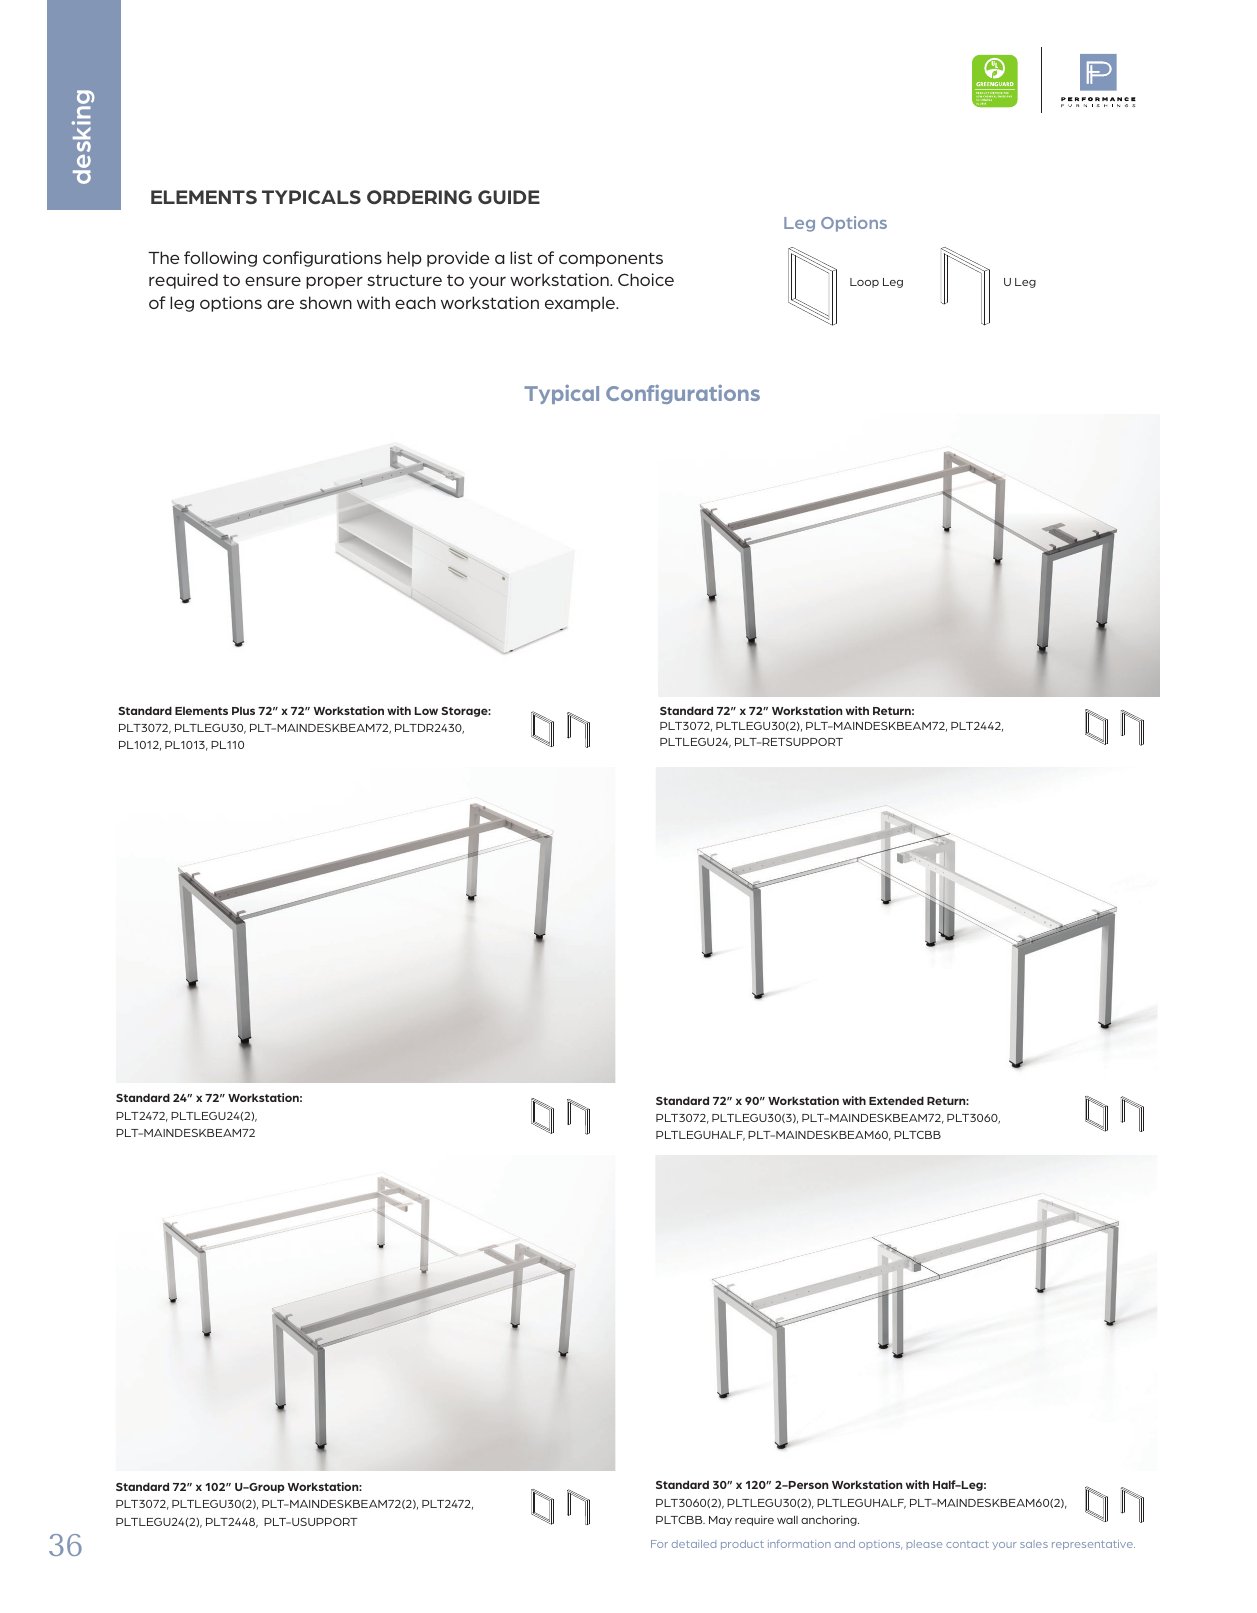 desking
GREENGUARD
PERFORMANCE
FURNISHINGS
ELEMENTS TYPICALS ORDERING GUIDE
The following configurations help provide a list of components
required to ensure proper structure to your workstation. Choice
of leg options are shown with each workstation example.
Leg Options
Loop Leg
U Leg
Typical Configurations
Standard Elements Plus 72” x 72” Workstation with Low Storage:
PLT3072, PLTLEGU30, PLT-MAINDESKBEAM72, PLTDR2430,
PL1012, PL1013, PL110
Standard 72” x 72” Workstation with Return:
PLT3072, PLTLEGU30(2), PLT-MAINDESKBEAM72, PLT2442,
PLTLEGU24, PLT-RETSUPPORT
Standard 24” x 72” Workstation:
PLT2472, PLTLEGU24(2),
PLT-MAINDESKBEAM72
Standard 72” x 90” Workstation with Extended Return:
PLT3072, PLTLEGU30(3), PLT-MAINDESKBEAM72, PLT3060,
PLTLEGUHALF, PLT-MAINDESKBEAM60, PLTCBB
Standard 72” x 102” U-Group Workstation:
PLT3072, PLTLEGU30(2), PLT-MAINDESKBEAM72(2), PLT2472,
PLTLEGU24(2), PLT2448,  PLT-USUPPORT
Standard 30” x 120” 2-Person Workstation with Half-Leg:
PLT3060(2), PLTLEGU30(2), PLTLEGUHALF, PLT-MAINDESKBEAM60(2),
PLTCBB. May require wall anchoring.
36
For detailed product information and options, please contact your sales representative.